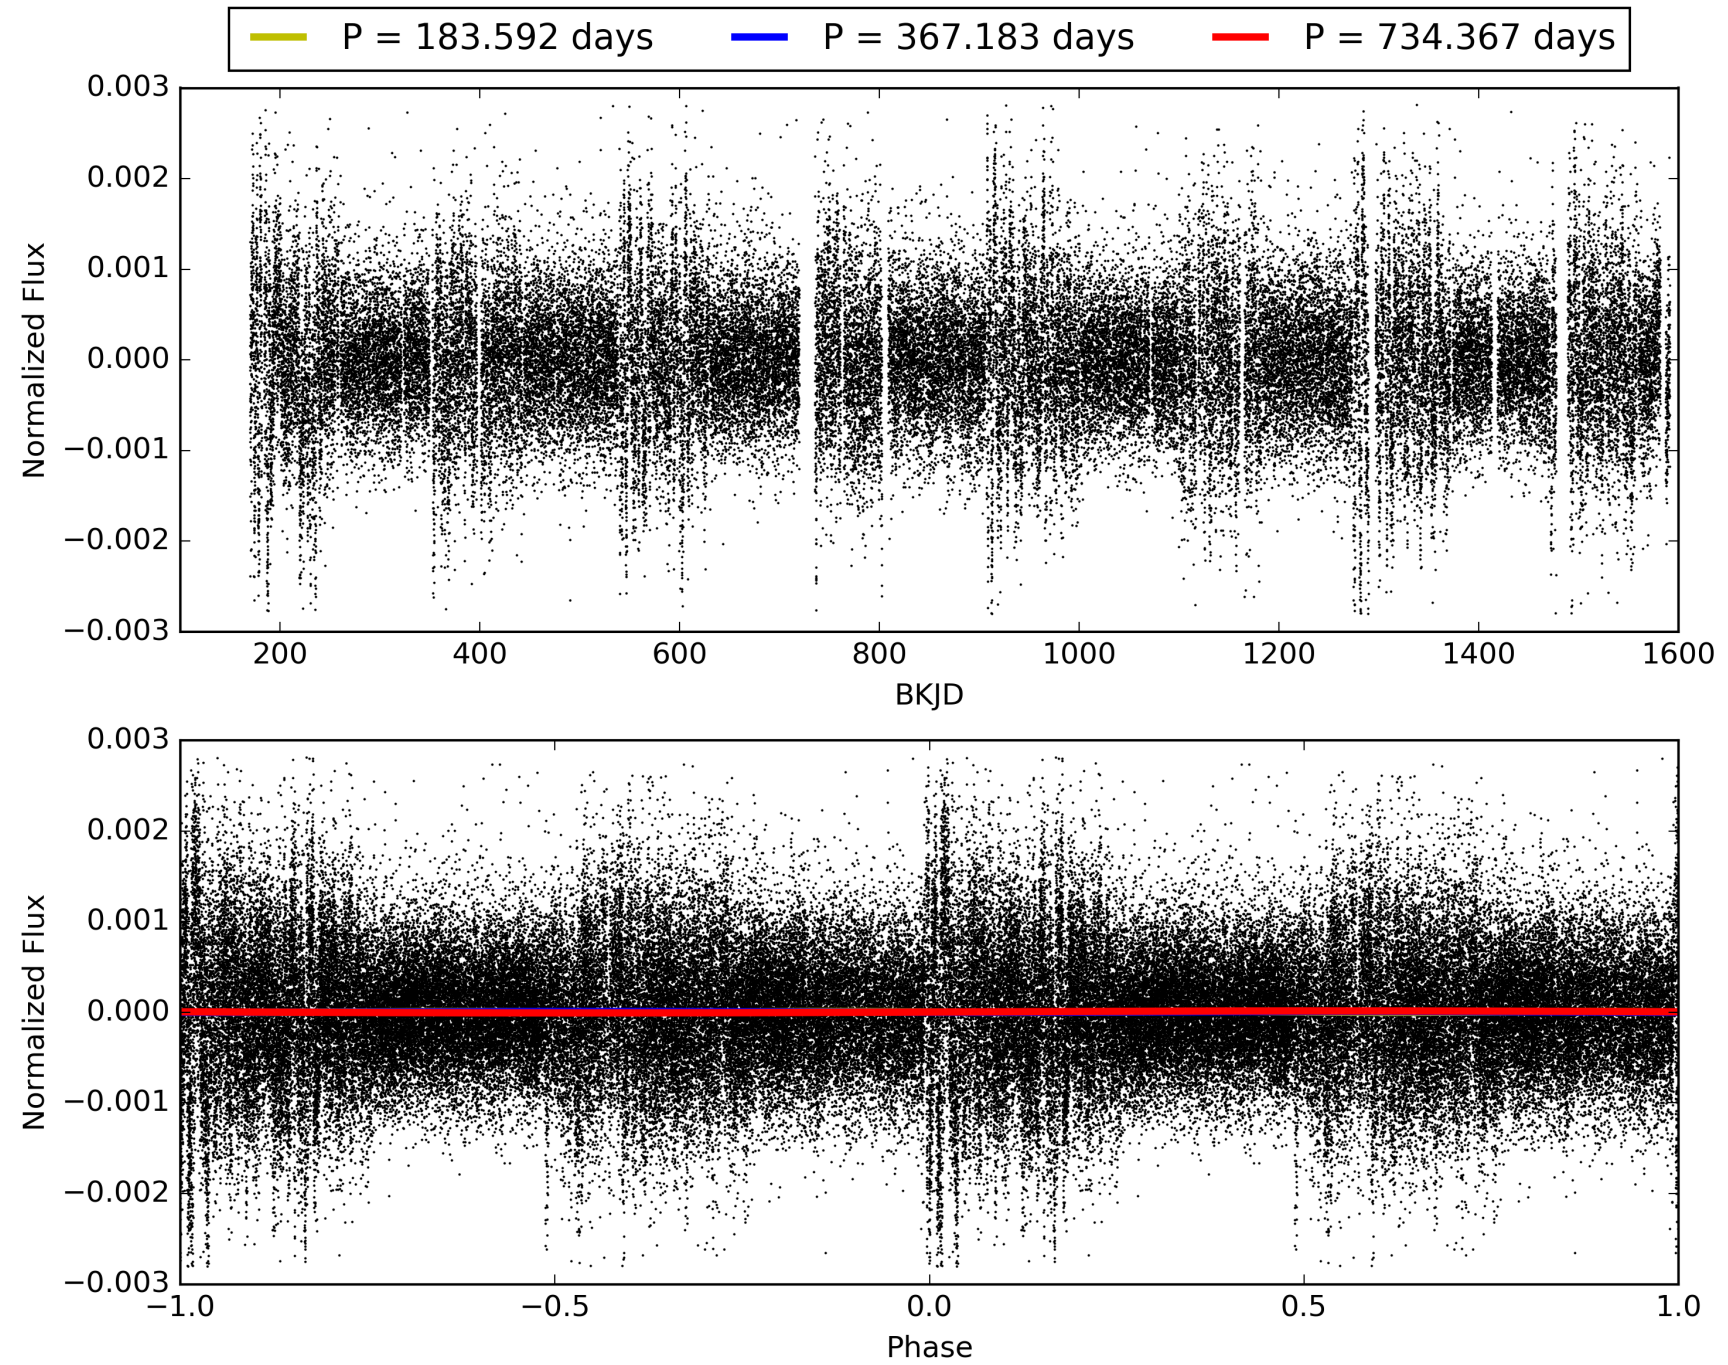 P = 183.592 days P = 367.183 days P = 734.367 days
0.003
0.002
0.001
0.000
−0.001
−0.002
−0.003
Normalized Flux
200 400 600 800 1000 1200 1400 1600
BKJD
0.003
0.002
0.001
0.000
−0.001
−0.002
−0.003
Normalized Flux
−1.0 −0.5 0.0 0.5 1.0
Phase